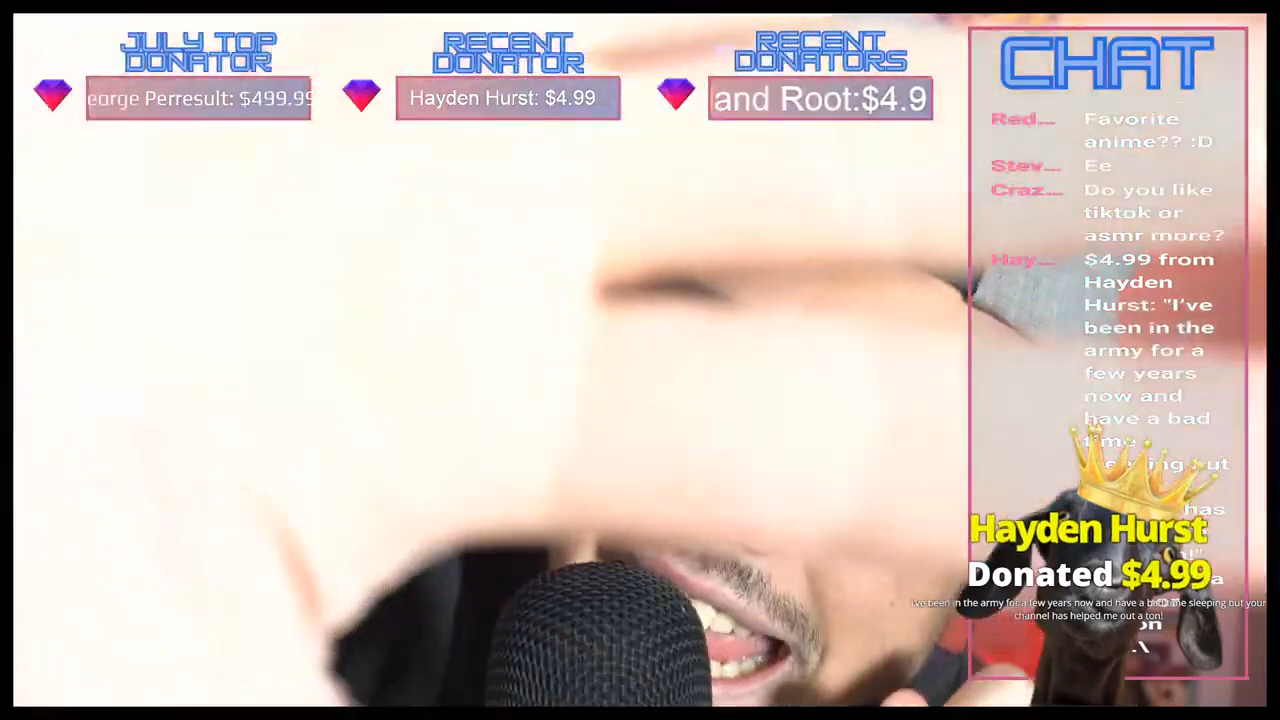 JULY TOP
DONATOR
earge Perresult: $499.99
RECENT
DONATOR
Hayden Hurst: $4.99
RECENT
DONATORS
and Root:$4.9
CHAT
Red... Favorite
anime?? :D
Stev... Ee
Craz... Do you like
tiktok or
asmr more?
Hay... $4.99 from
Hayden
Hurst: "I've
been in the
army for a
few years
now and
have a bad
time
has
Hayden Hurst
Donated $4.99
I've been in the army for a few years now and have a bad time sleeping but your
channel has helped me out a ton!